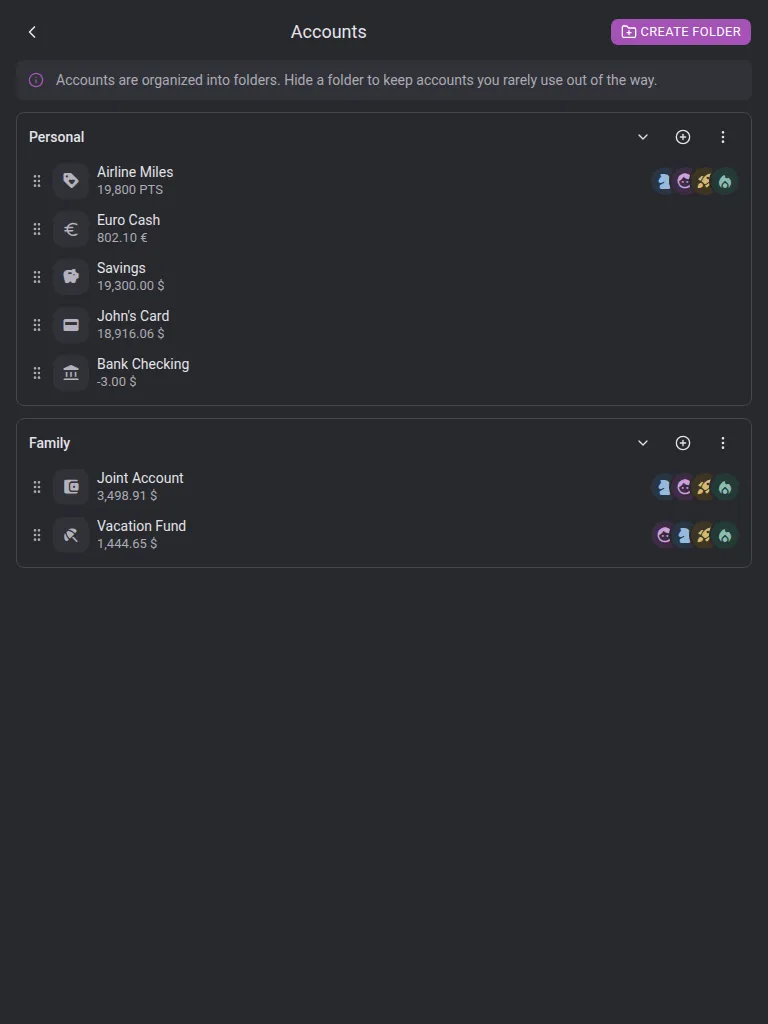 Accounts
CREATE FOLDER
Accounts are organized into folders. Hide a folder to keep accounts you rarely use out of the way.
Personal
Airline Miles
19,800 PTS
Euro Cash
802.10 €
Savings
19,300.00 $
John's Card
18,916.06 $
Bank Checking
-3.00 $
Family
Joint Account
3,498.91 $
Vacation Fund
1,444.65 $